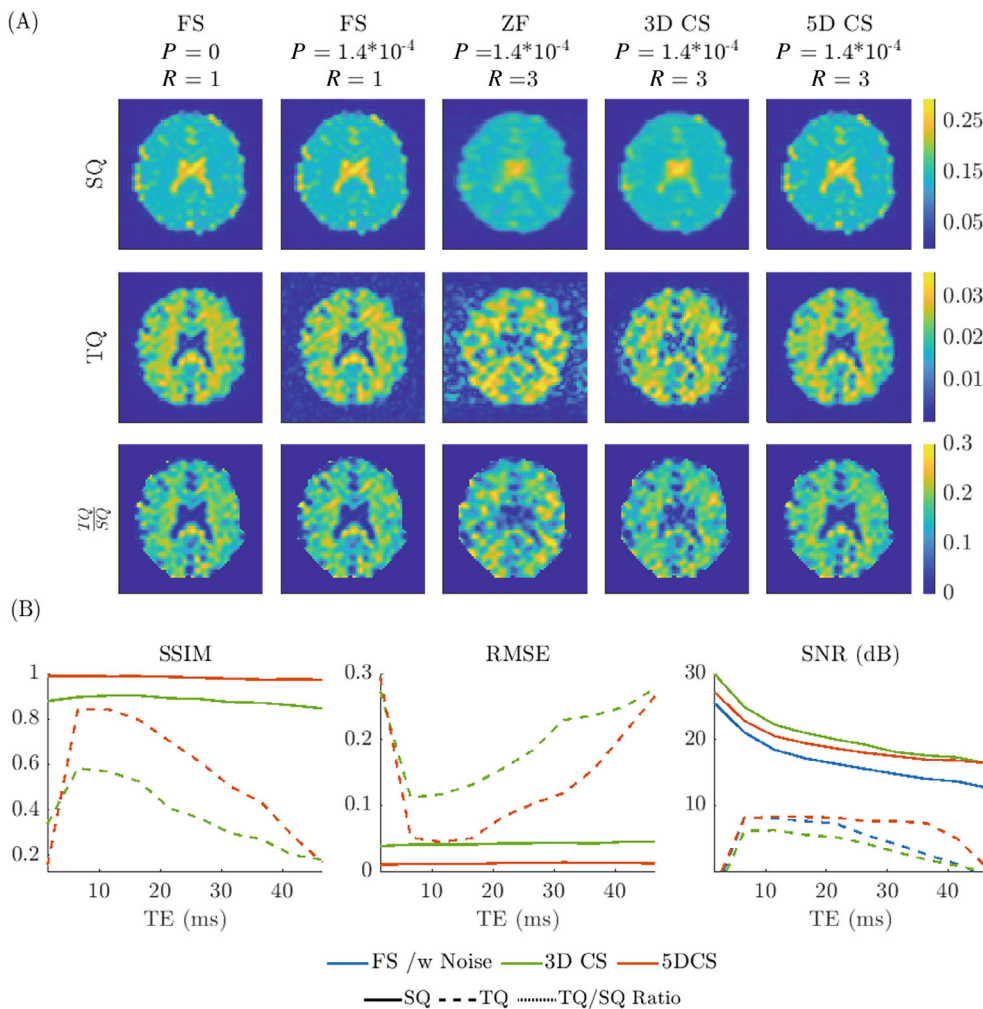 (A)
FS FS ZF 3D CS 5D CS
P = 0 P = 1.4*10-4 P =1.4*10-4 P = 1.4*10-4 P = 1.4*10-4
R = 1 R = 1 R =3 R = 3 R = 3
SQ
0.25
0.15
0.05
TQ
0.03
0.02
0.01
TQ
SQ
0.3
0.2
0.1
0
(B)
SSIM RMSE SNR (dB)
1 0.3 30
0.8
0.2 20
0.6
0.4 0.1 10
0.2
0
10 20 30 40 10 20 30 40 10 20 30 40
TE (ms) TE (ms) TE (ms)
FS /w Noise 3D CS 5DCS
SQ TQ TQ/SQ Ratio